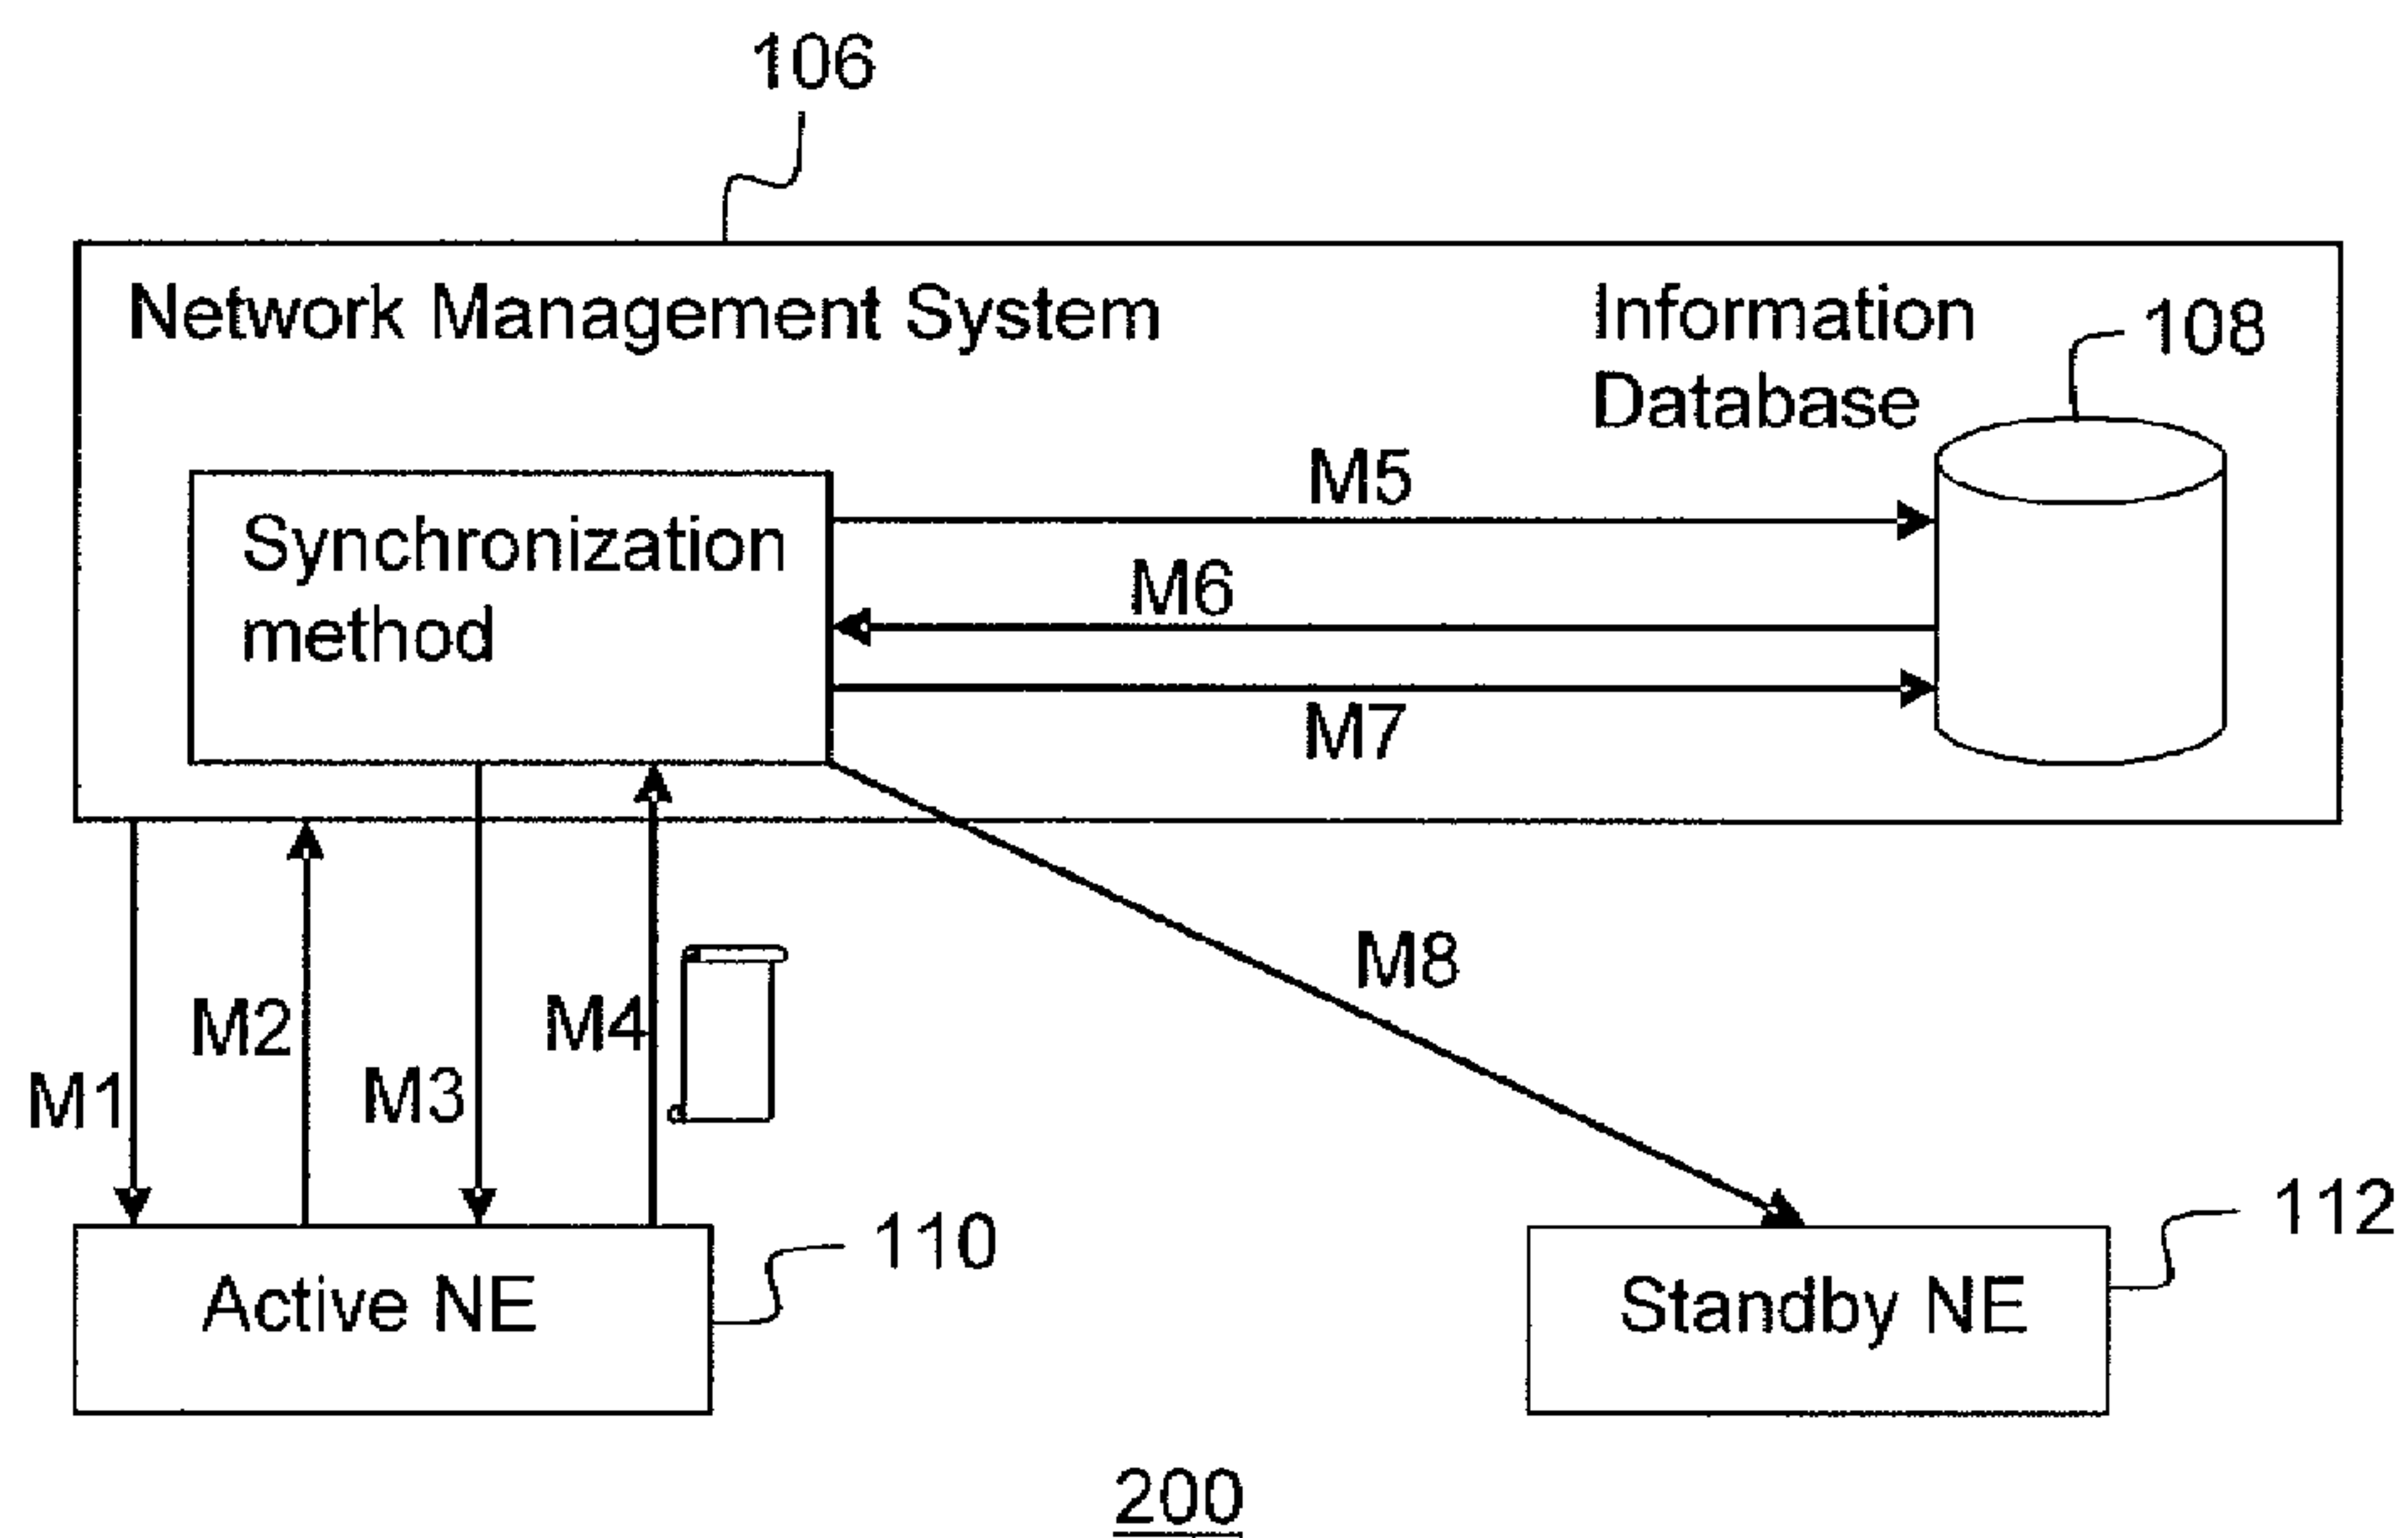 106
Network Management System
Information
Database
108
Synchronization
method
M5
M6
M7
M1
M2
M3
M4
M8
Active NE
110
Standby NE
112
200